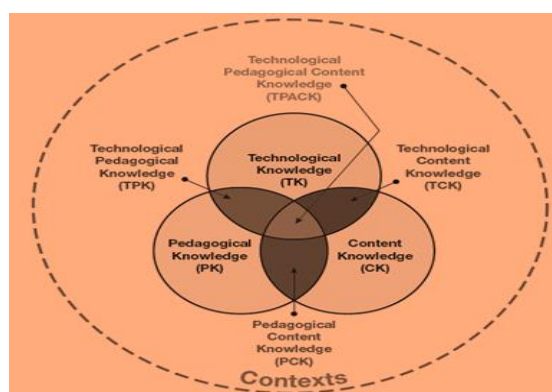 Technological
Pedagogical Content
Knowledge
(TPACK)
Technological
Pedagogical
Knowledge
(TPK)
Technological
Knowledge
(TK)
Technological
Content
Knowledge
(TCK)
Pedagogical
Knowledge
(PK)
Content
Knowledge
(CK)
Pedagogical
Content
Knowledge
(PCK)
Contexts